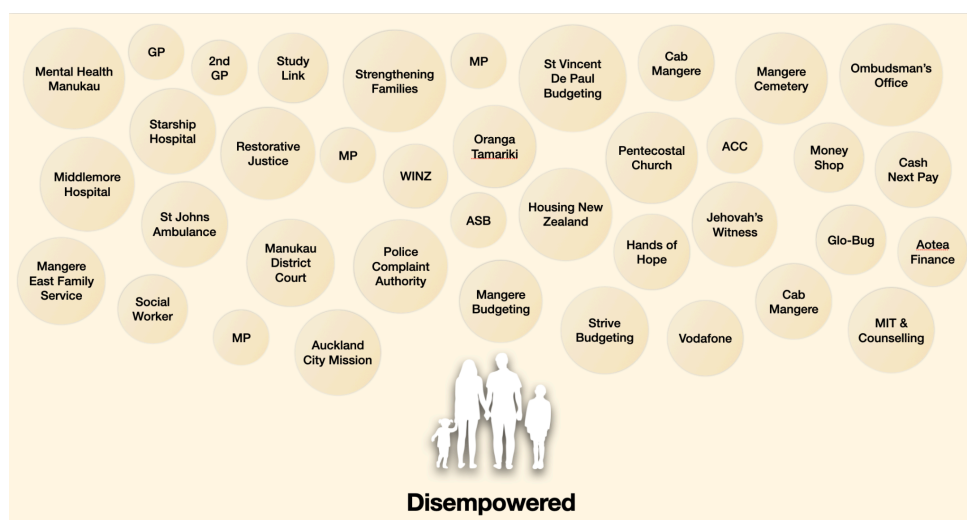 Mental Health
Manukau
GP
2nd
GP
Study
Link
Strengthening
Families
MP
St Vincent
De Paul
Budgeting
Cab
Mangere
Mangere
Cemetery
Ombudsman's
Office
Starship
Hospital
Restorative
Justice
MP
WINZ
Oranga
Tamariki
Pentecostal
Church
ACC
Money
Shop
Cash
Next Pay
Middlemore
Hospital
St Johns
Ambulance
Manukau
District
Court
Police
Complaint
Authority
ASB
Housing New
Zealand
Hands of
Hope
Jehovah's
Witness
Glo-Bug
Aotea
Finance
Mangere
East Family
Service
Social
Worker
MP
Auckland
City Mission
Mangere
Budgeting
Strive
Budgeting
Vodafone
Cab
Mangere
MIT &
Counselling
Disempowered